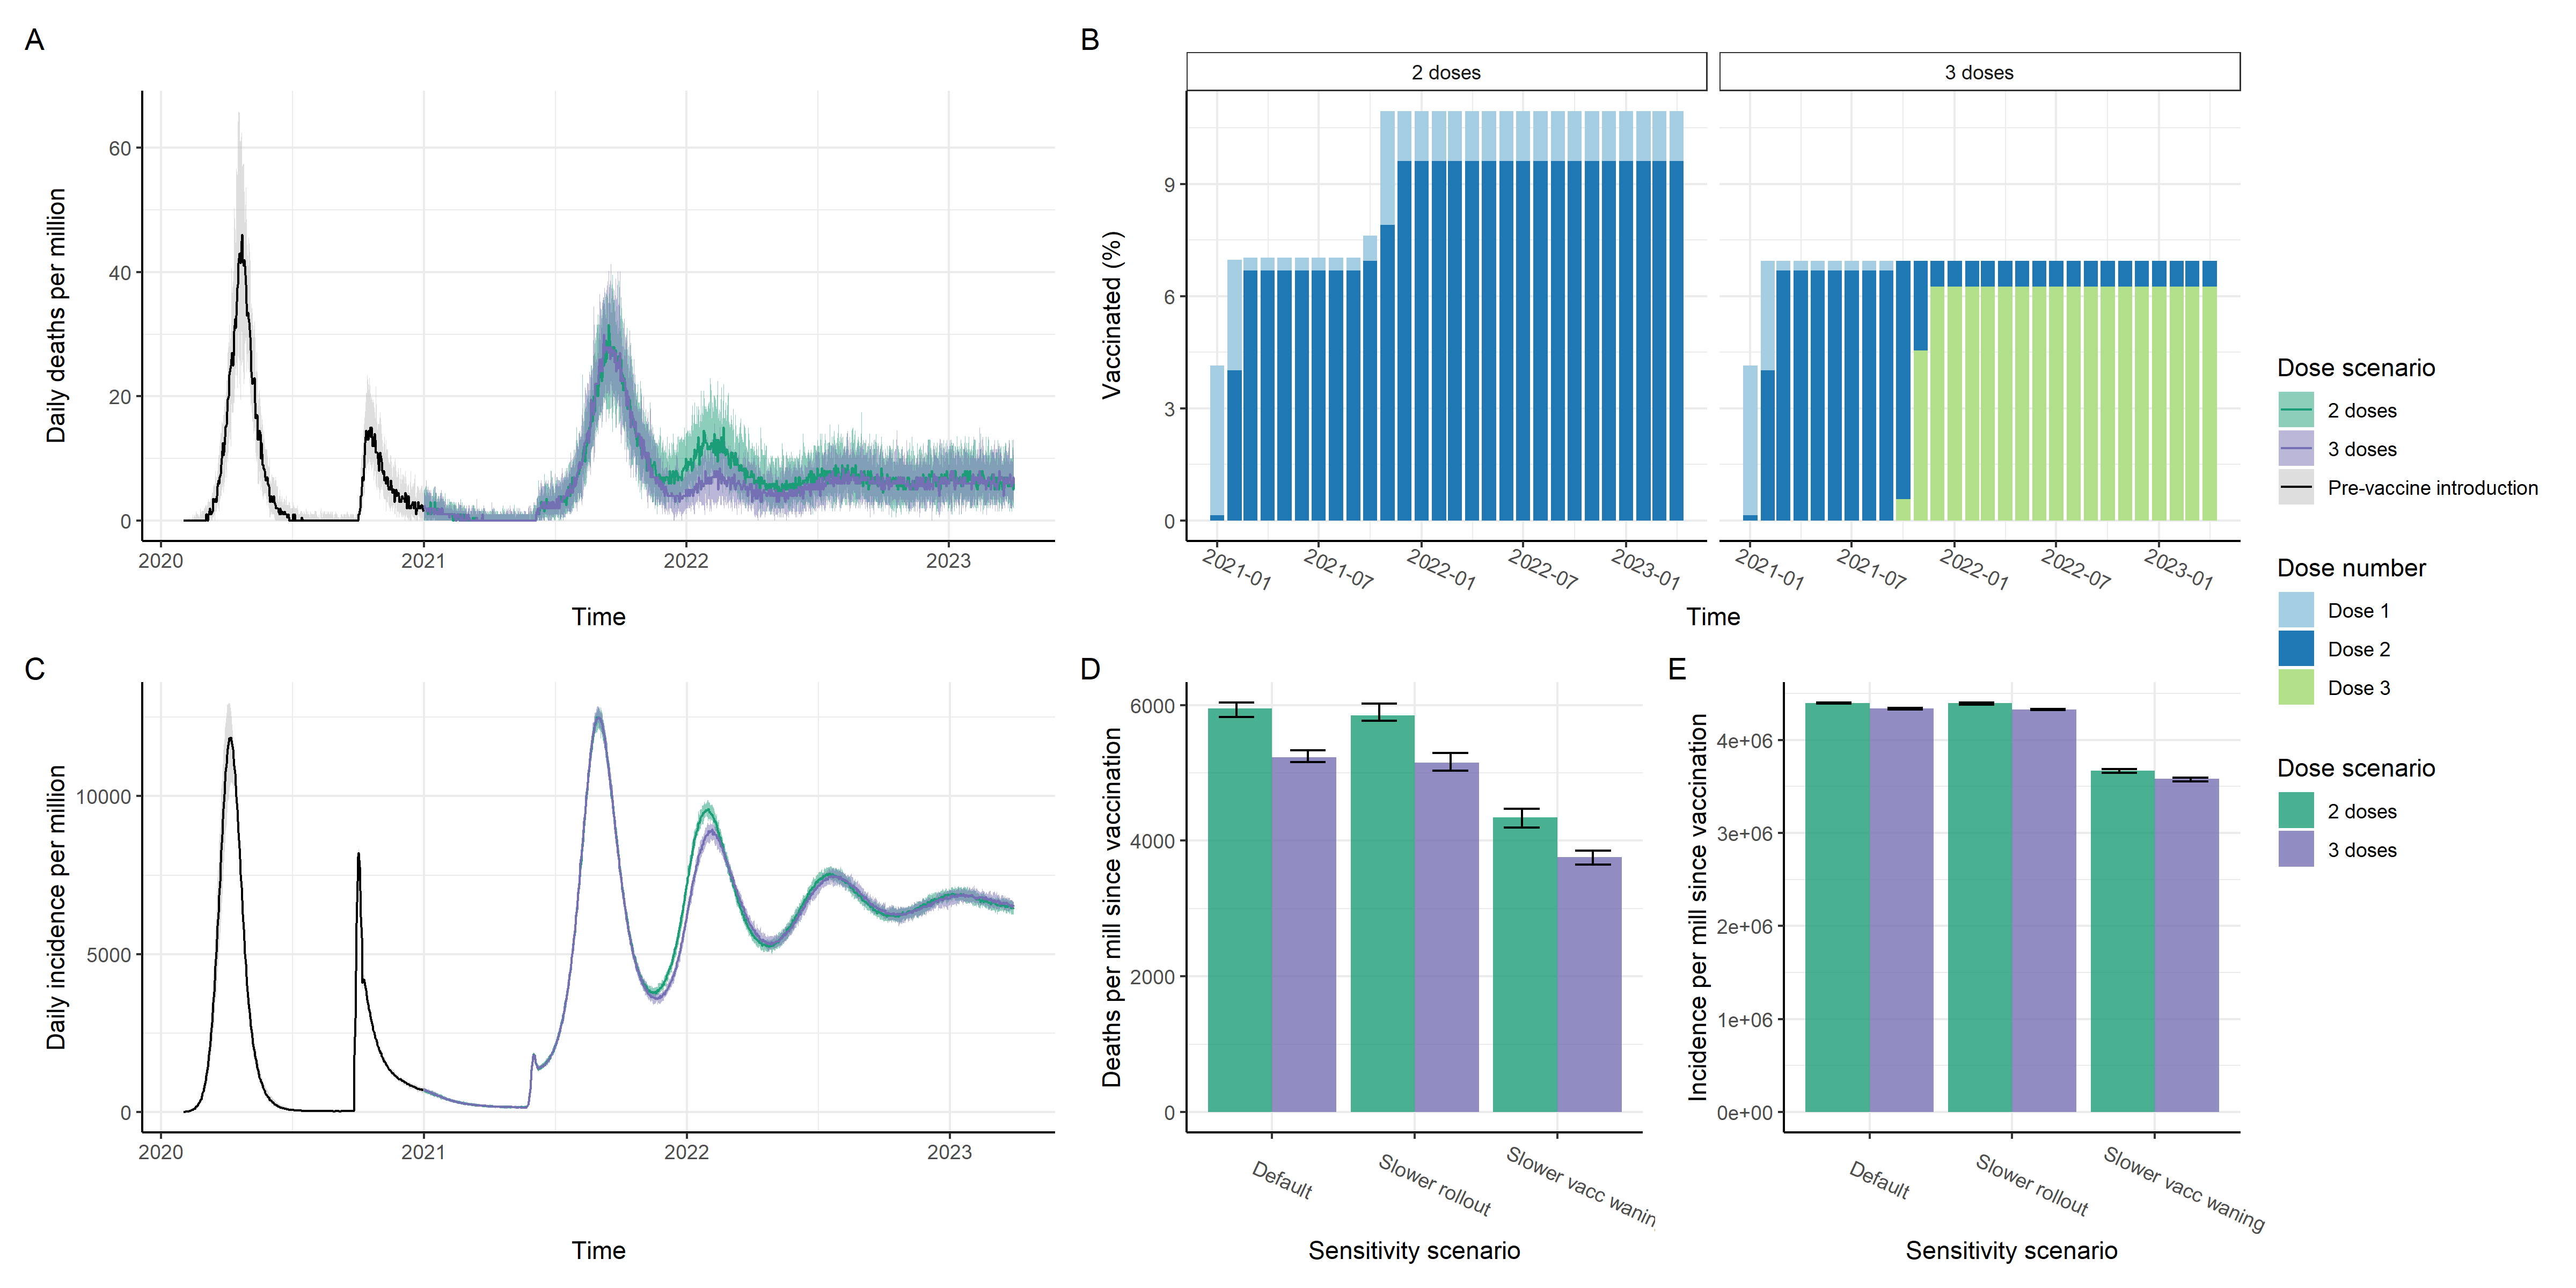 A
Daily deaths per million
60
40
20
0
2020
2021
2022
2023
Time
B
2 doses
3 doses
Vaccinated (%)
9
6
3
0
2021-01
2021-07
2022-01
2022-07
2023-01
2021-01
2021-07
2022-01
2022-07
2023-01
Time
C
Daily incidence per million
10000
5000
0
2020
2021
2022
2023
Time
D
Deaths per mill since vaccination
6000
4000
2000
0
Default
Slower rollout
Slower vacc wanin
Sensitivity scenario
E
Incidence per mill since vaccination
4e+06
3e+06
2e+06
1e+06
0e+00
Default
Slower rollout
Slower vacc waning
Sensitivity scenario
Dose scenario
2 doses
3 doses
Pre-vaccine introduction
Dose number
Dose 1
Dose 2
Dose 3
Dose scenario
2 doses
3 doses